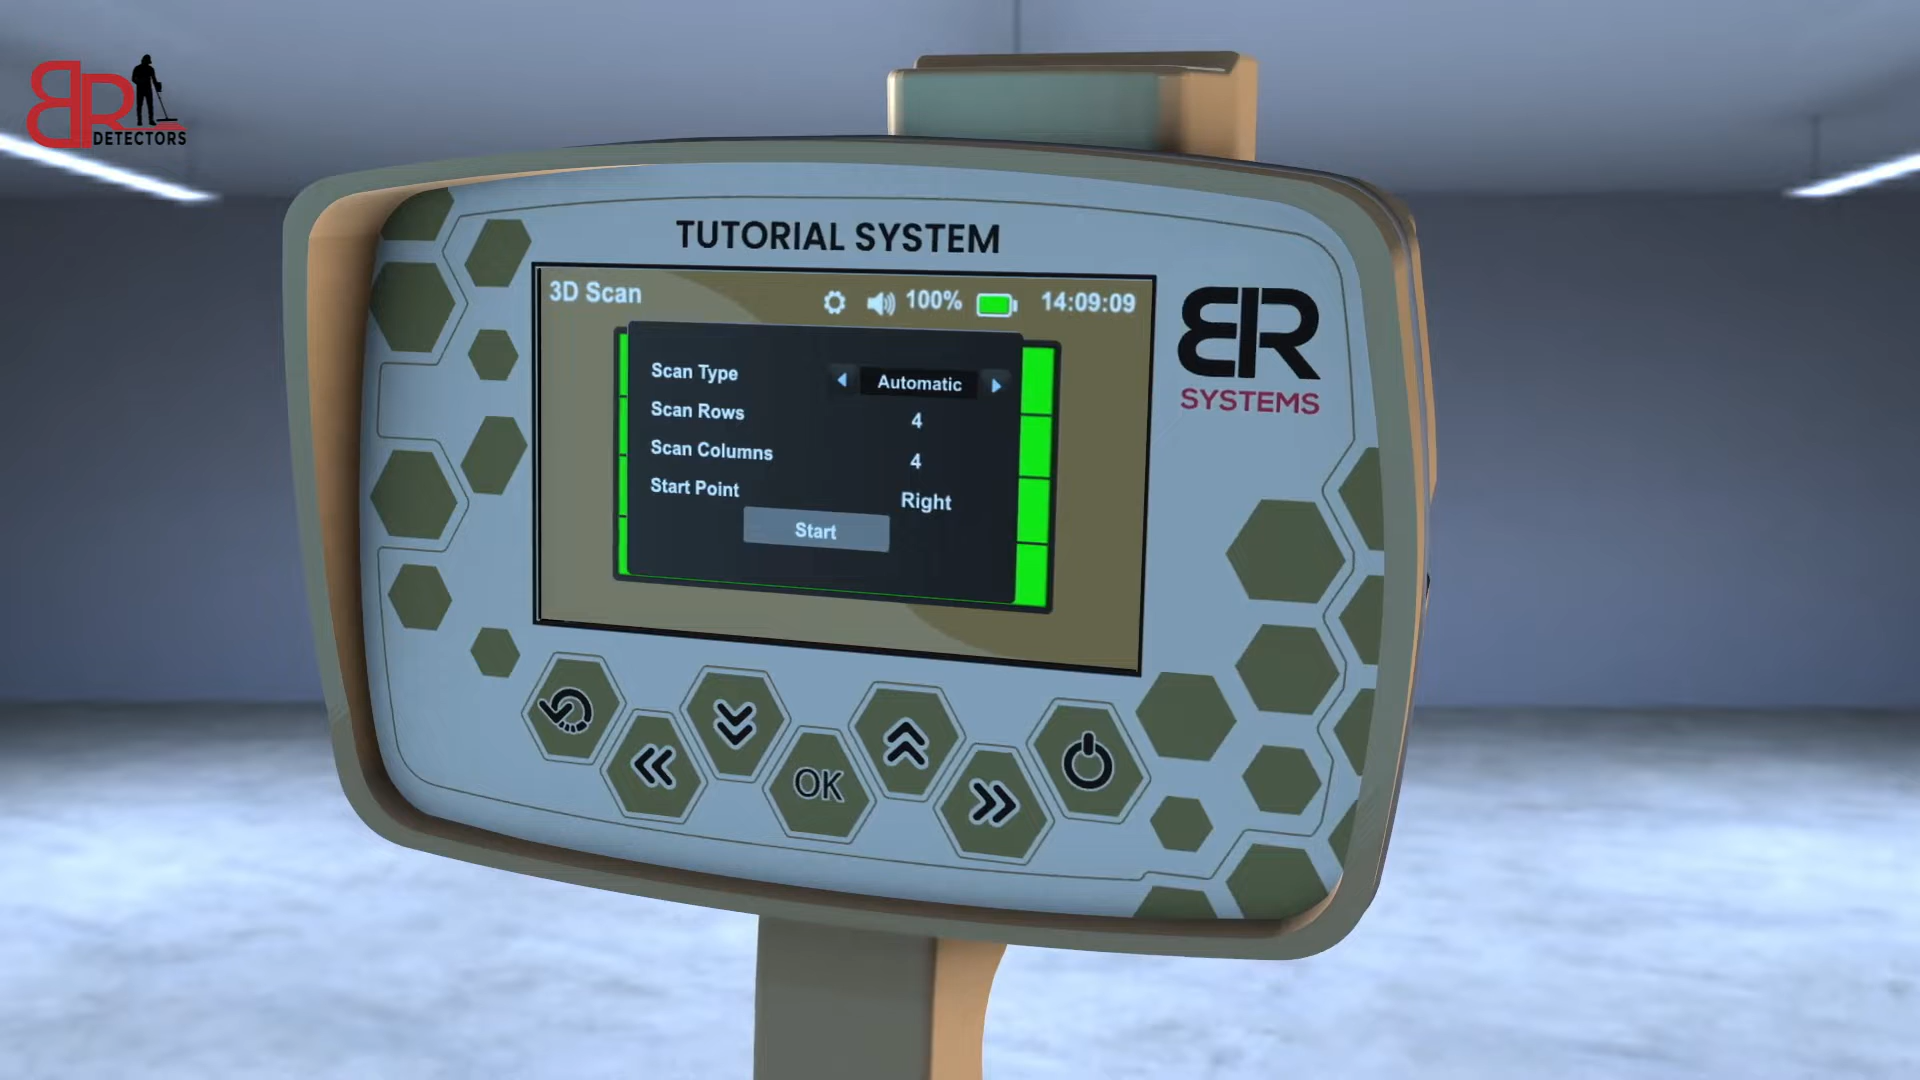 BR
DETECTORS
TUTORIAL SYSTEM
3D Scan 100% 14:09:09
Scan Type Automatic
Scan Rows 4
Scan Columns 4
Start Point Right
Start
BR
SYSTEMS
OK